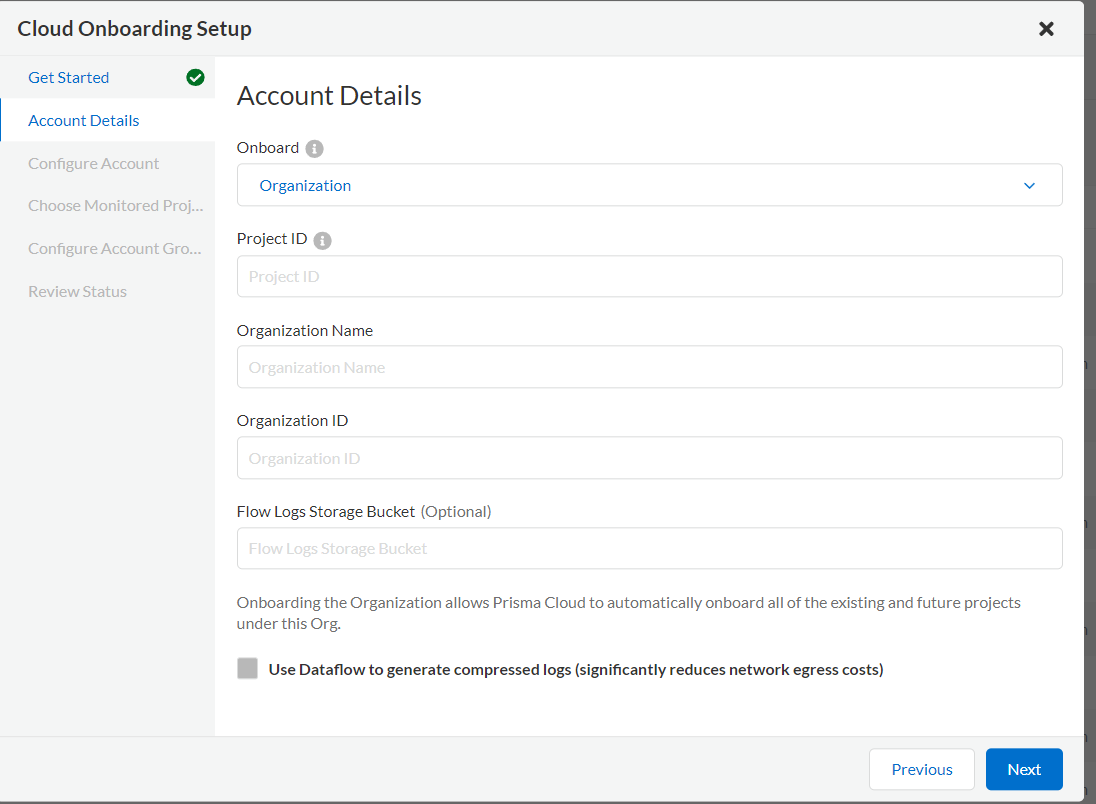 Cloud Onboarding Setup
Get Started
Account Details
Configure Account
Choose Monitored Proj...
Configure Account Gro...
Review Status
Account Details
Onboard
Organization
Project ID
Project ID
Organization Name
Organization Name
Organization ID
Organization ID
Flow Logs Storage Bucket (Optional)
Flow Logs Storage Bucket
Onboarding the Organization allows Prisma Cloud to automatically onboard all of the existing and future projects
under this Org.
Use Dataflow to generate compressed logs (significantly reduces network egress costs)
Previous
Next